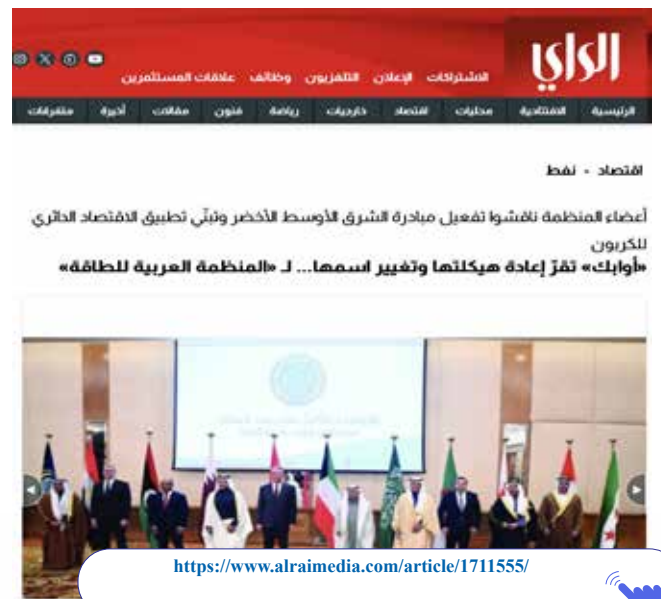 الراي
الاشتراكات الإعلان التلفزيون وظائف علاقات المستثمرين
الرئيسية الافتتاحية محليات اقتصاد خارجيات رياضة فنون مقالات أخيرة متفرقات
اقتصاد - نفط
أعضاء المنظمة ناقشوا تفعيل مبادرة الشرق الأوسط الأخضر وتبنّي تطبيق الاقتصاد الدائري
للكربون
«أوابك» تقرّ إعادة هيكلتها وتغيير اسمها... لـ «المنظمة العربية للطاقة»
https://www.alraimedia.com/article/1711555/